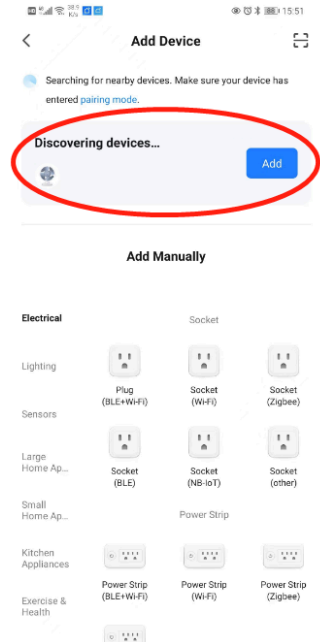 HD 38.9 K/s 15:51
Add Device
Searching for nearby devices. Make sure your device has
entered pairing mode.
Discovering devices...
Add
Add Manually
Electrical
Socket
Lighting
Plug
(BLE+Wi-Fi)
Socket
(Wi-Fi)
Socket
(Zigbee)
Sensors
Large
Home Ap...
Socket
(BLE)
Socket
(NB-IoT)
Socket
(other)
Small
Home Ap...
Power Strip
Kitchen
Appliances
Power Strip
(BLE+Wi-Fi)
Power Strip
(Wi-Fi)
Power Strip
(Zigbee)
Exercise &
Health